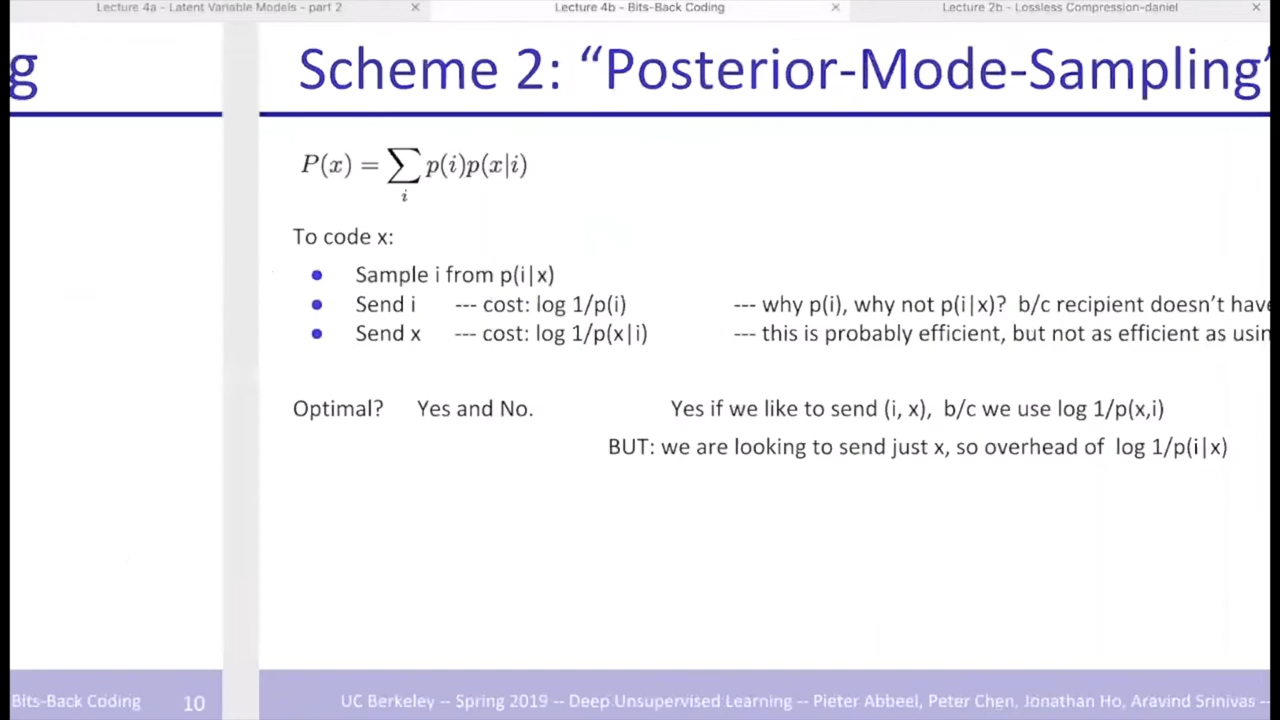 Lecture 4a - Latent Variable Models - part 2 × Lecture 4b - Bits-Back Coding × Lecture 2b - Lossless Compression-daniel ×
g
Scheme 2: “Posterior-Mode-Sampling”
P(x) = ∑ p(i)p(x|i)
i
To code x:
● Sample i from p(i|x)
● Send i --- cost: log 1/p(i) --- why p(i), why not p(i|x)? b/c recipient doesn’t have
● Send x --- cost: log 1/p(x|i) --- this is probably efficient, but not as efficient as usin
Optimal? Yes and No. Yes if we like to send (i, x), b/c we use log 1/p(x,i)
BUT: we are looking to send just x, so overhead of log 1/p(i|x)
Bits-Back Coding 10
UC Berkeley -- Spring 2019 -- Deep Unsupervised Learning -- Pieter Abbeel, Peter Chen, Jonathan Ho, Aravind Srinivas --